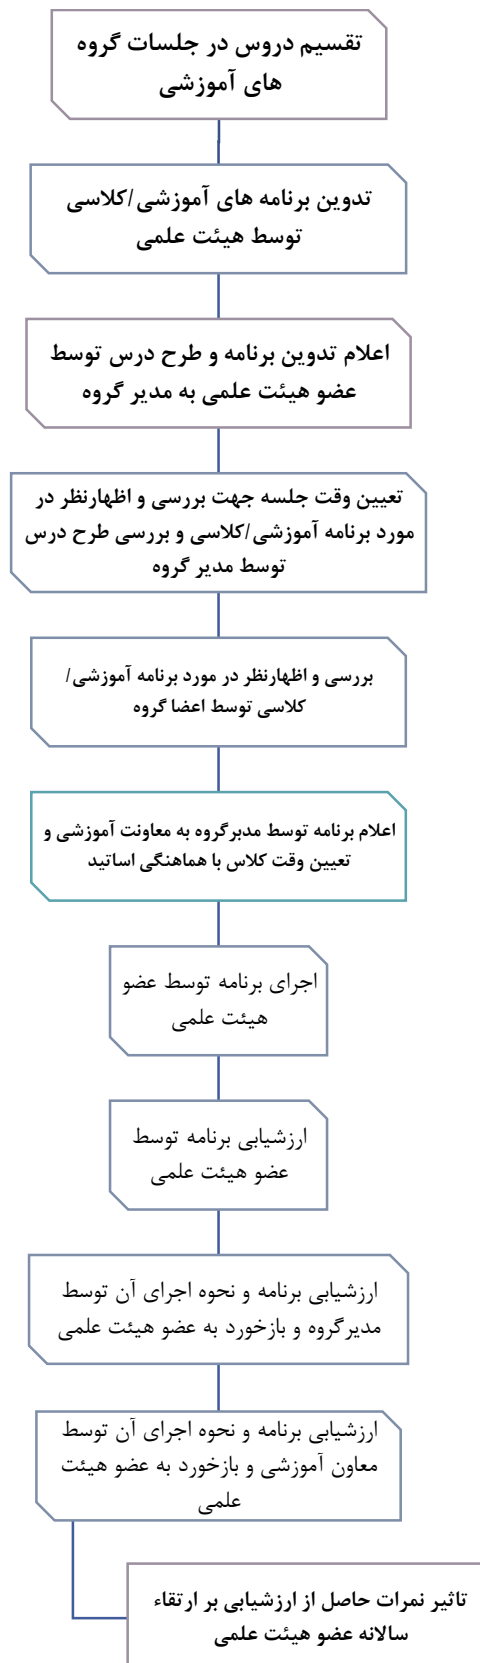 تقسیم دروس در جلسات گروه
های آموزشی
تدوین برنامه های آموزشی/کلاسی
توسط هیئت علمی
اعلام تدوین برنامه و طرح درس توسط
عضو هیئت علمی به مدیر گروه
تعیین وقت جلسه جهت بررسی و اظهارنظر در
مورد برنامه آموزشی/کلاسی و بررسی طرح درس
توسط مدیر گروه
بررسی و اظهارنظر در مورد برنامه آموزشی/
کلاسی توسط اعضا گروه
اعلام برنامه توسط مدبرگروه به معاونت آموزشی و
تعیین وقت کلاس با هماهنگی اساتید
اجرای برنامه توسط عضو
هیئت علمی
ارزشیابی برنامه توسط
عضو هیئت علمی
ارزشیابی برنامه و نحوه اجرای آن توسط
مدیرگروه و بازخورد به عضو هیئت علمی
ارزشیابی برنامه و نحوه اجرای آن توسط
معاون آموزشی و بازخورد به عضو هیئت
علمی
تاثیر نمرات حاصل از ارزشیابی بر ارتقاء
سالانه عضو هیئت علمی